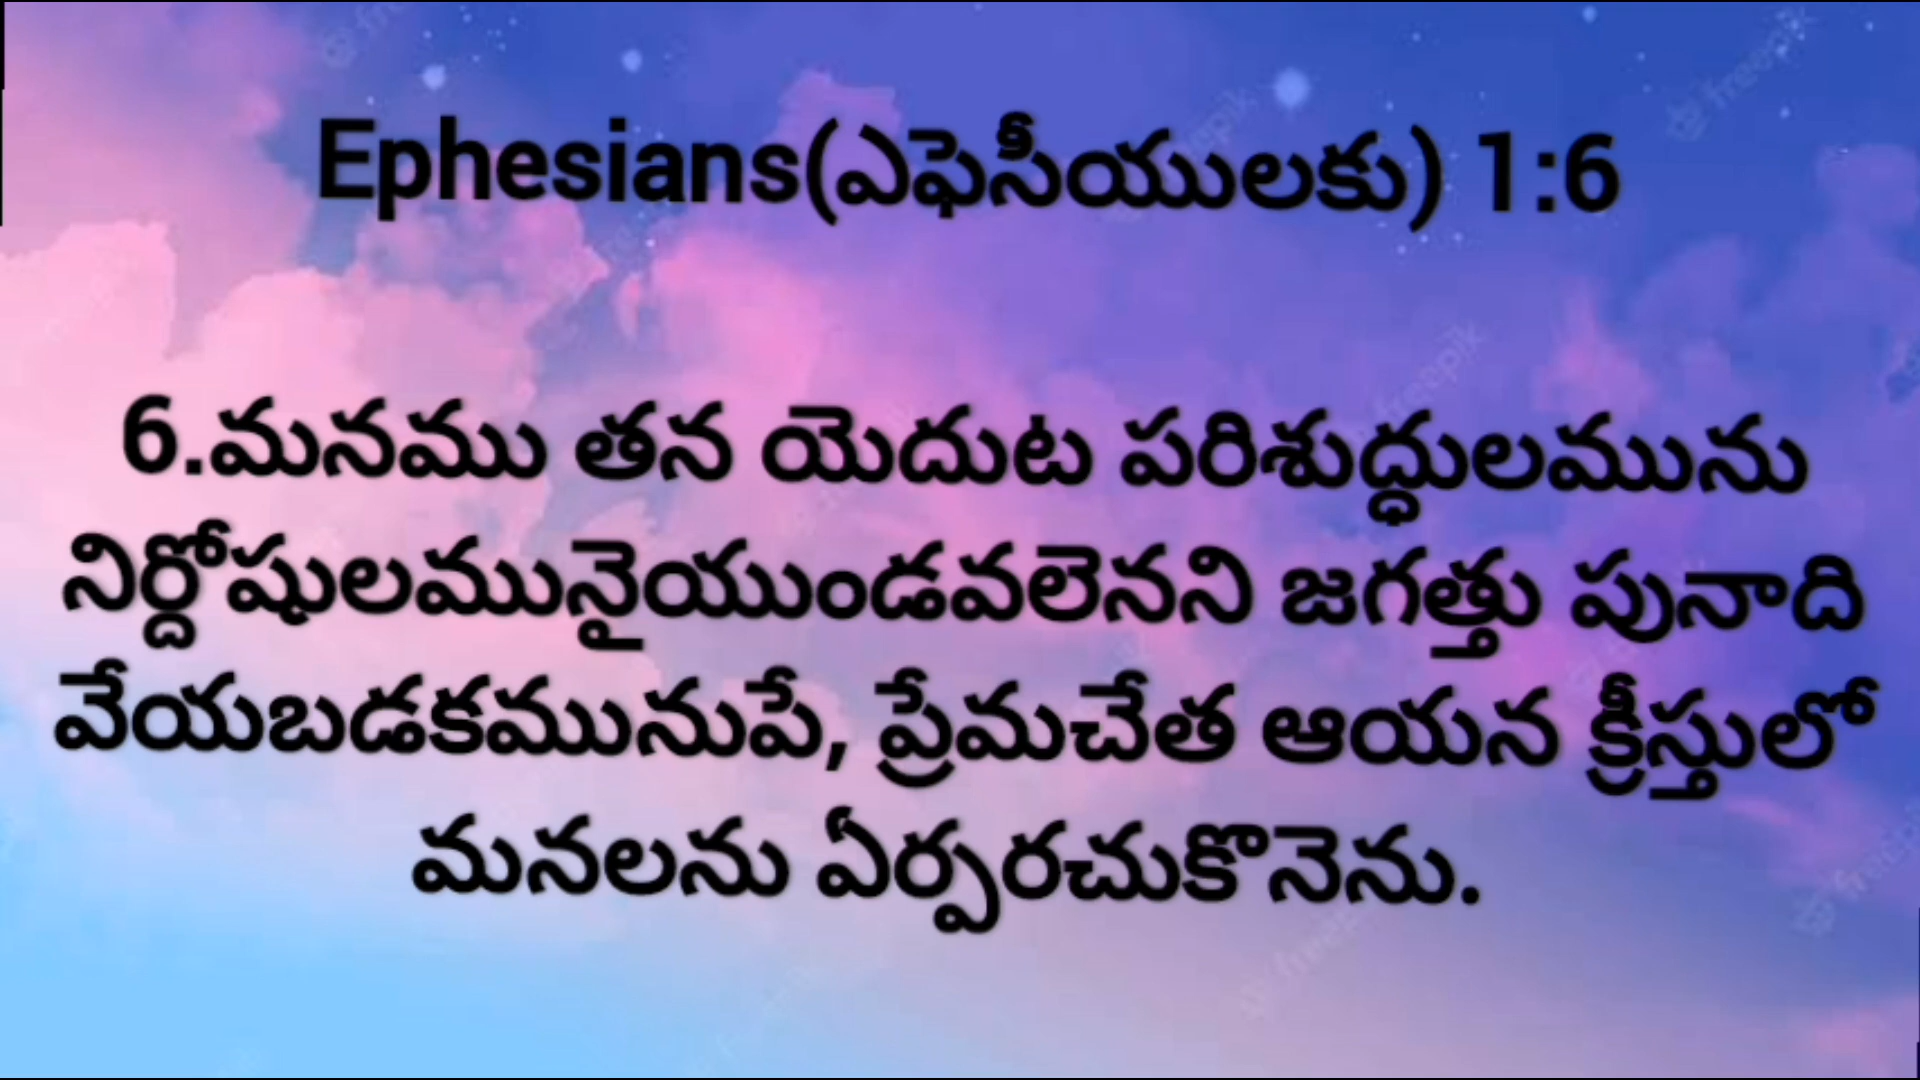 Ephesians(ఎఫెసీయులకు) 1:6
6.మనము తన యెదుట పరిశుద్ధులమును
నిర్దోషులమునైయుండవలెనని జగత్తు పునాది
వేయబడకమునుపే, ప్రేమచేత ఆయన క్రీస్తులో
మనలను ఏర్పరచుకొనెను.